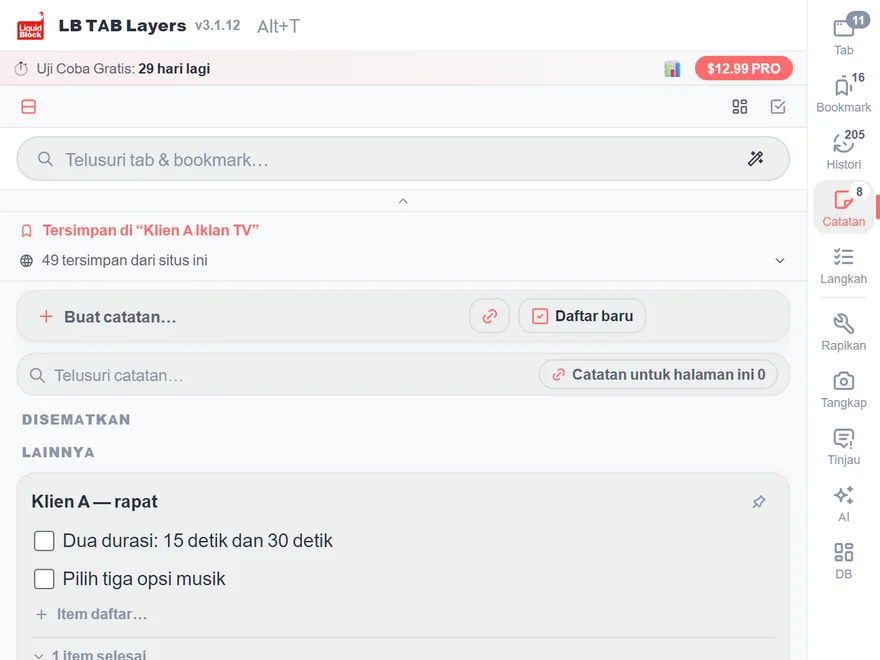 Liquid Block
LB TAB Layers v3.1.12 Alt+T
Uji Coba Gratis: 29 hari lagi
$12.99 PRO
Telusuri tab & bookmark…
Tersimpan di “Klien A Iklan TV”
49 tersimpan dari situs ini
Buat catatan…
Daftar baru
Telusuri catatan…
Catatan untuk halaman ini 0
DISEMATKAN
LAINNYA
Klien A — rapat
Dua durasi: 15 detik dan 30 detik
Pilih tiga opsi musik
Item daftar…
1 item selesai
11
Tab
16
Bookmark
205
Histori
8
Catatan
Langkah
Rapikan
Tangkap
Tinjau
AI
DB